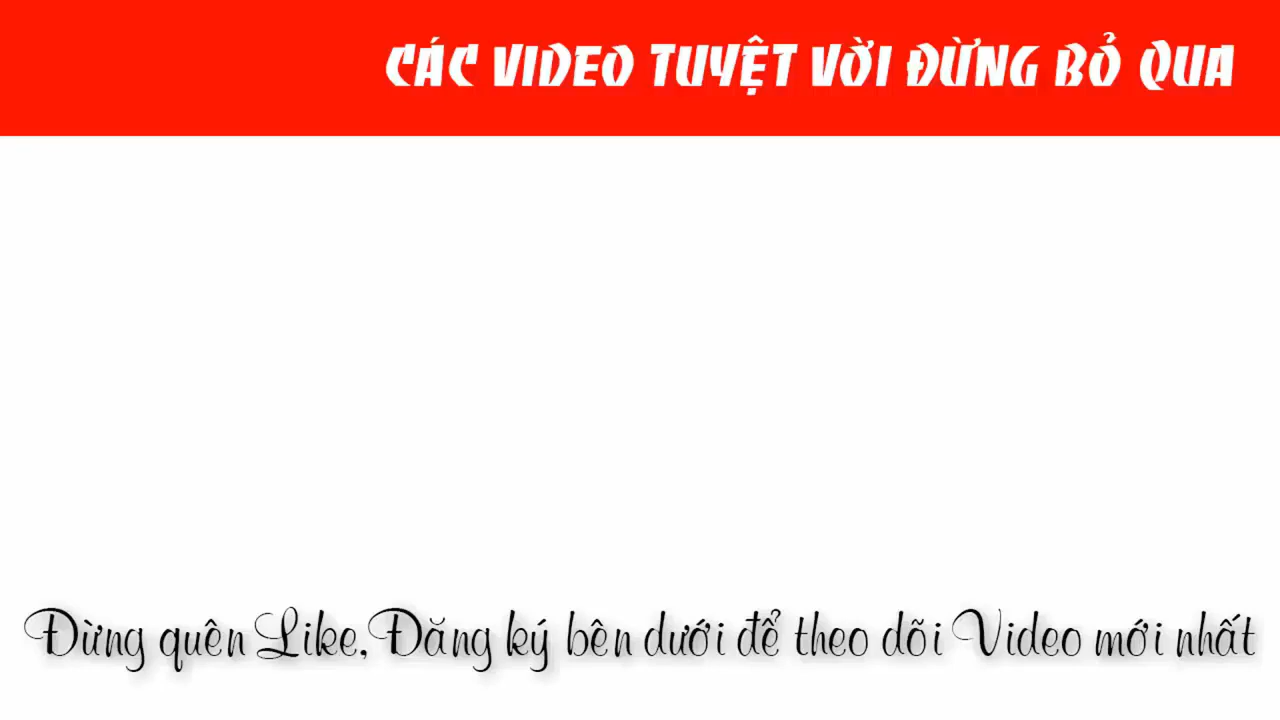 CÁC VIDEO TUYỆT VỜI ĐỪNG BỎ QUA
Đừng quên Like,Đăng ký bên dưới để theo dõi Video mới nhất